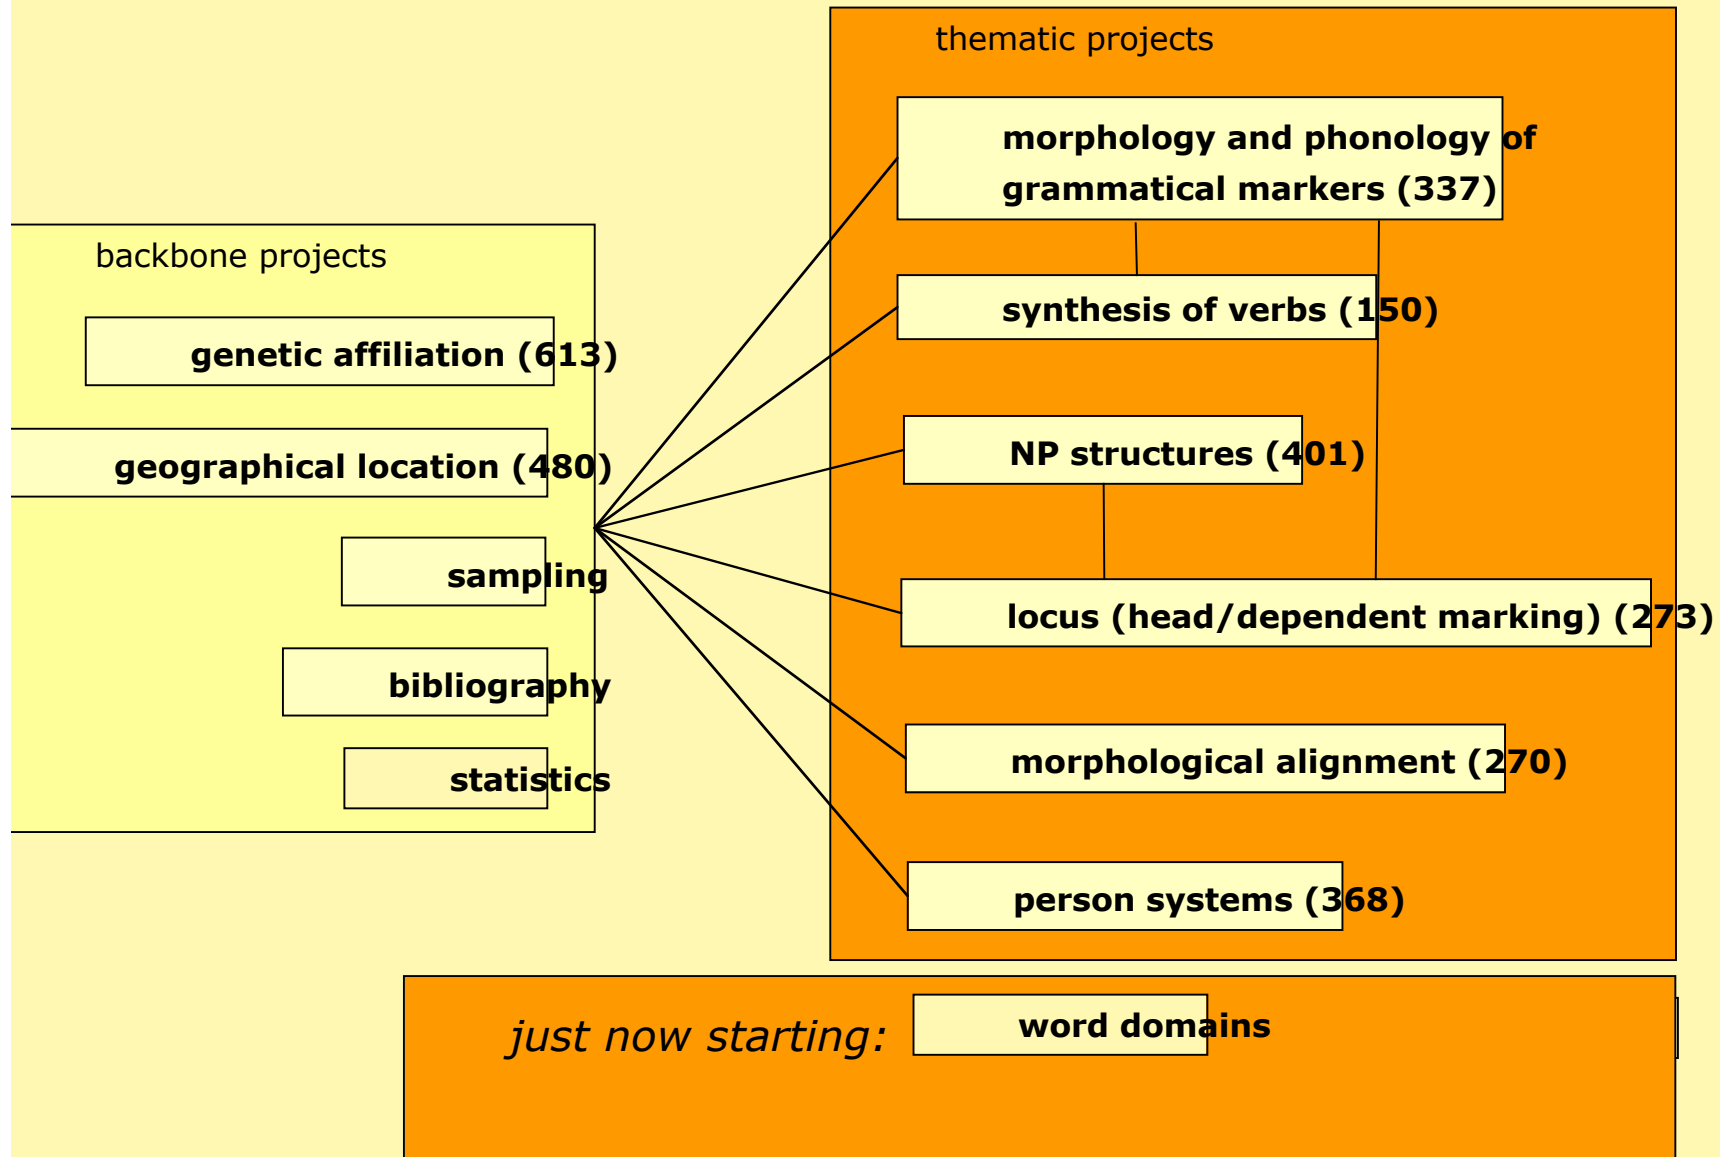 thematic projects
morphology and phonology of
grammatical markers (337)
backbone projects
synthesis of verbs (150)
genetic affiliation (613)
NP structures (401)
geographical location (480)
sampling
locus (head/dependent marking) (273)
bibliography
morphological alignment (270)
statistics
person systems (368)
just now starting:
word domains